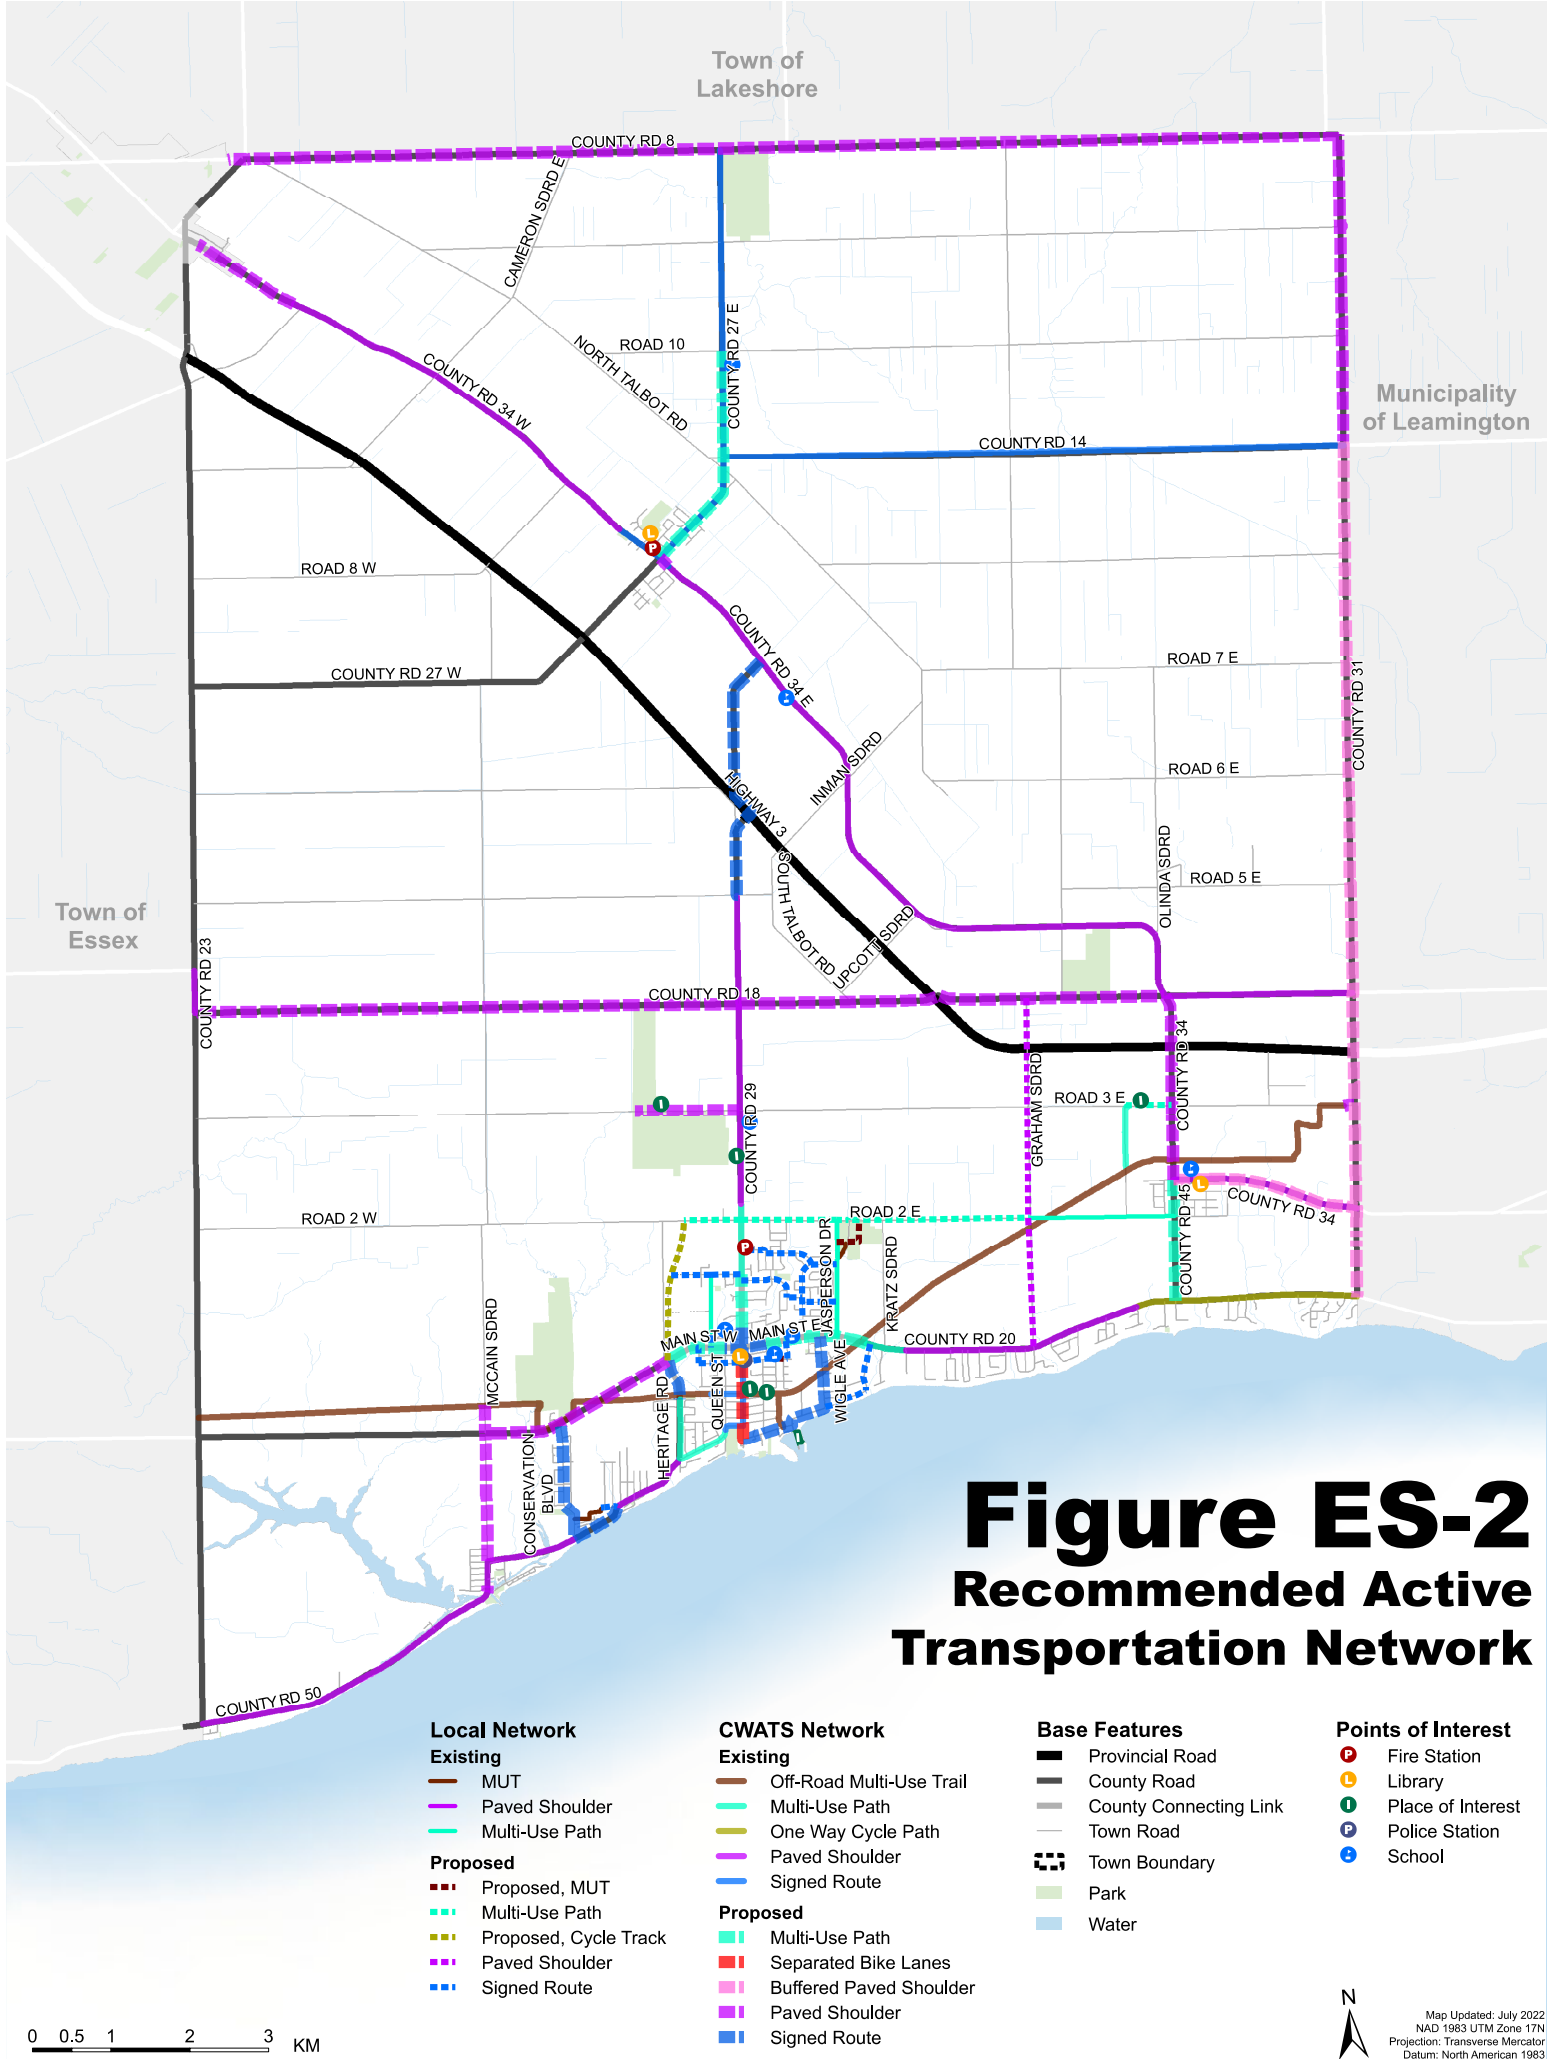 Town of
Lakeshore
COUNTY RD 8
CAMERON SDRD E
COUNTY RD 27 E
ROAD 10
NORTH TALBOT RD
COUNTY RD 34 W
Municipality
of Leamington
COUNTY RD 14
L
P
ROAD 8 W
COUNTY RD 34 E
ROAD 7 E
COUNTY RD 27 W
COUNTY RD 31
INMAN SDRD
ROAD 6 E
HIGHWAY 3
OLINDA SDRD
SOUTH TALBOT RD
ROAD 5 E
Town of
Essex
UPCOTT SDRD
COUNTY RD 23
COUNTY RD 18
COUNTY RD 34
GRAHAM SDRD
COUNTY RD 29
ROAD 3 E
I
I
I
L
COUNTY RD 45
COUNTY RD 34
ROAD 2 W
ROAD 2 E
JASPERSON DR
KRATZ SDRD
P
MCCAIN SDRD
MAIN ST W
MAIN ST E
COUNTY RD 20
L
QUEEN ST
WIGLE AVE
HERITAGE RD
I
I
I
CONSERVATION
BLVD
COUNTY RD 50
Figure ES-2
Recommended Active
Transportation Network
Local Network
Existing
MUT
Paved Shoulder
Multi-Use Path
Proposed
Proposed, MUT
Multi-Use Path
Proposed, Cycle Track
Paved Shoulder
Signed Route
CWATS Network
Existing
Off-Road Multi-Use Trail
Multi-Use Path
One Way Cycle Path
Paved Shoulder
Signed Route
Proposed
Multi-Use Path
Separated Bike Lanes
Buffered Paved Shoulder
Paved Shoulder
Signed Route
Base Features
Provincial Road
County Road
County Connecting Link
Town Road
Town Boundary
Park
Water
Points of Interest
P Fire Station
L Library
I Place of Interest
P Police Station
School
0 0.5 1 2 3 KM
N
Map Updated: July 2022
NAD 1983 UTM Zone 17N
Projection: Transverse Mercator
Datum: North American 1983